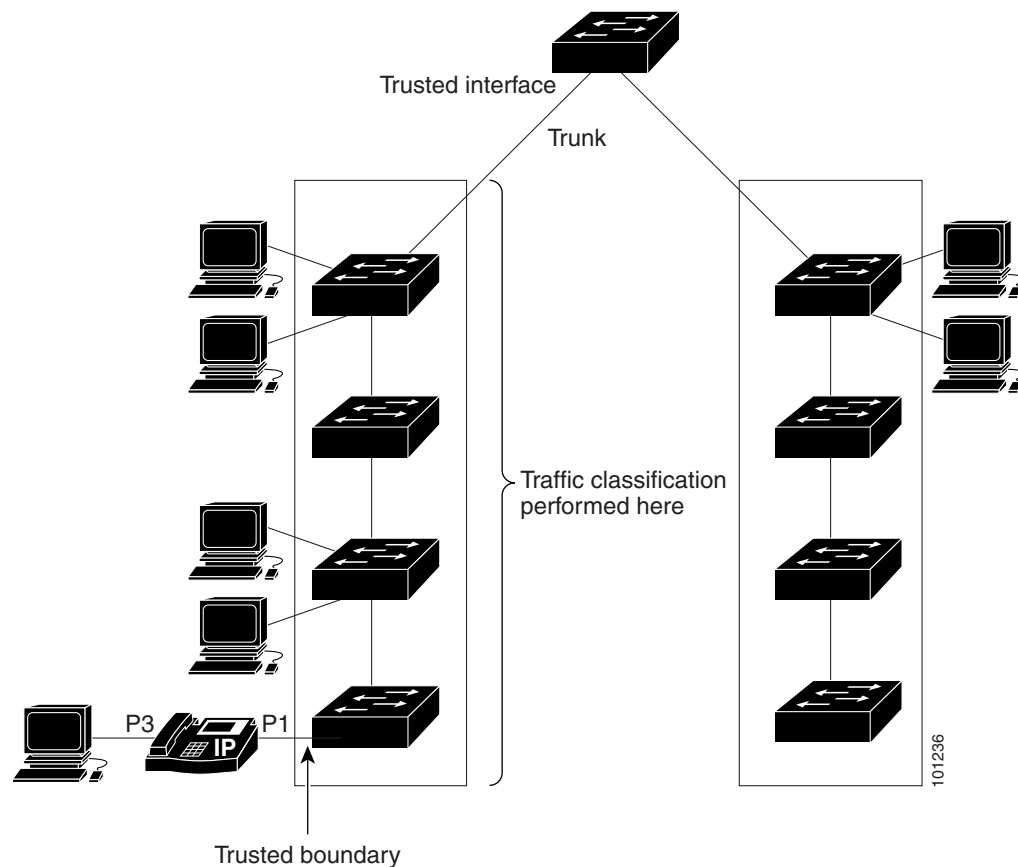 Trusted interface
Trunk
Traffic classification
performed here
P3
IP
P1
101236
Trusted boundary